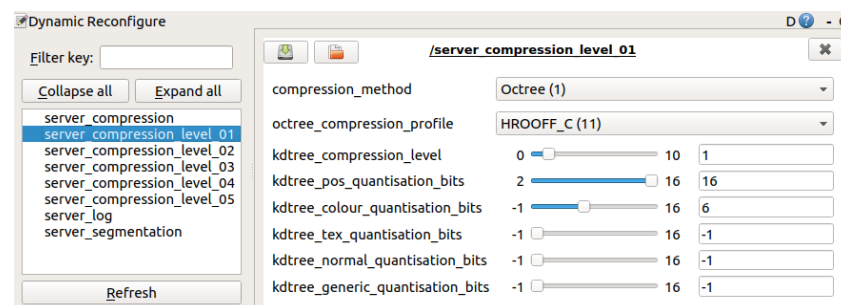 Dynamic Reconfigure D ? -
Filter key:
Collapse all Expand all
server_compression
server_compression_level_01
server_compression_level_02
server_compression_level_03
server_compression_level_04
server_compression_level_05
server_log
server_segmentation
Refresh
/server_compression_level_01
compression_method Octree (1)
octree_compression_profile HROOFF_C (11)
kdtree_compression_level 0 10 1
kdtree_pos_quantisation_bits 2 16 16
kdtree_colour_quantisation_bits -1 16 6
kdtree_tex_quantisation_bits -1 16 -1
kdtree_normal_quantisation_bits -1 16 -1
kdtree_generic_quantisation_bits -1 16 -1